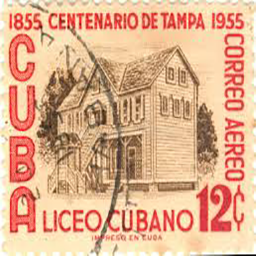 1855 CENTENARIO DE TAMPA 1955
CUBA
CORREO AEREO
LICEO CUBANO 12¢
IMPRESO EN CUBA